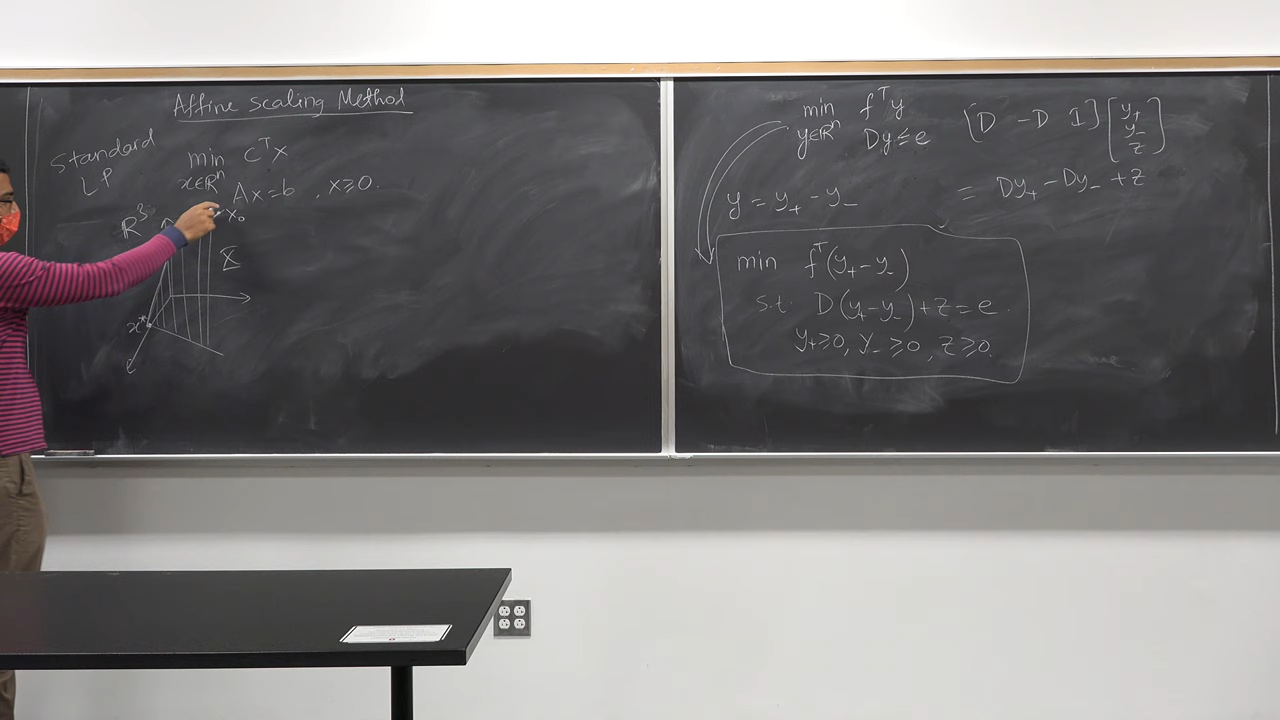 Affine scaling Method
Standard
LP
min cᵀx
x∈Rⁿ
Ax=b , x≥0.
R³
x₀
x*
min fᵀy
y∈Rⁿ Dy≤e
[D -D I] [y₊
y₋
z]
= Dy₊-Dy₋ +z
y = y₊ - y₋
min fᵀ(y₊-y₋)
s.t. D(y₊-y₋)+z=e.
y₊≥0, y₋≥0, z≥0.